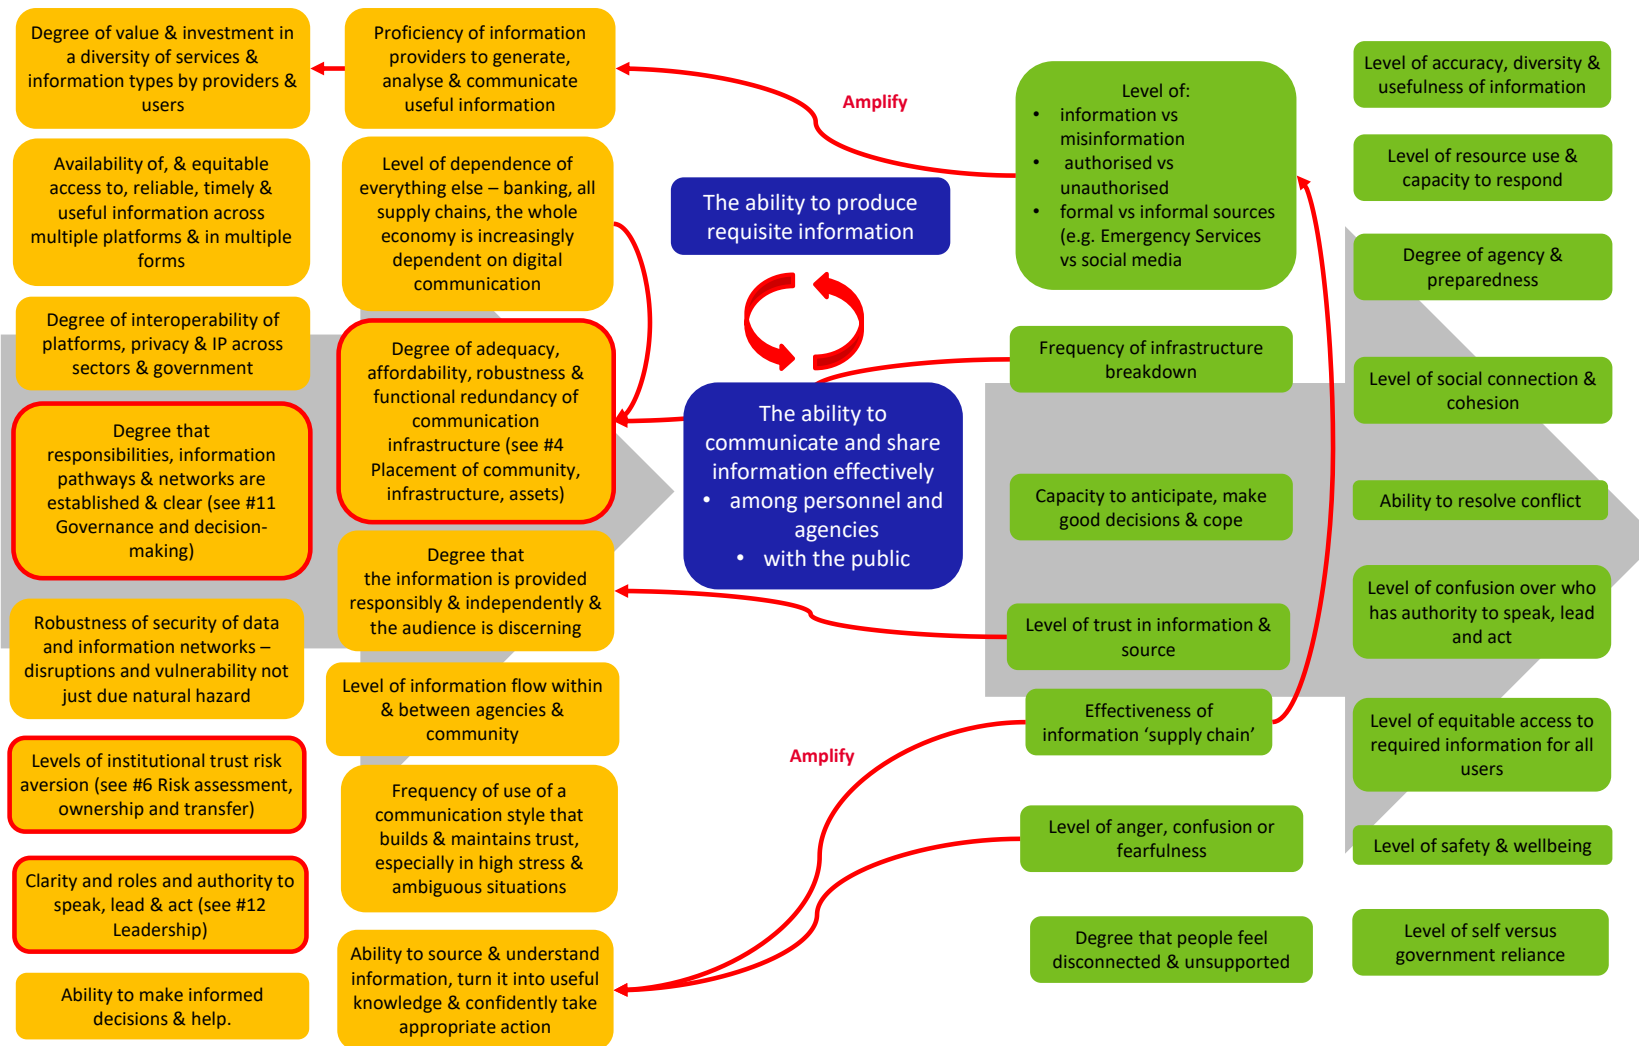 Degree of value & investment in
a diversity of services &
information types by providers &
users
Availability of, & equitable
access to, reliable, timely &
useful information across
multiple platforms & in multiple
forms
Degree of interoperability of
platforms, privacy & IP across
sectors & government
Degree that
responsibilities, information
pathways & networks are
established & clear (see #11
Governance and decision-
making)
Robustness of security of data
and information networks –
disruptions and vulnerability not
just due natural hazard
Levels of institutional trust risk
aversion (see #6 Risk assessment,
ownership and transfer)
Clarity and roles and authority to
speak, lead & act (see #12
Leadership)
Ability to make informed
decisions & help.
Proficiency of information
providers to generate,
analyse & communicate
useful information
Level of dependence of
everything else – banking, all
supply chains, the whole
economy is increasingly
dependent on digital
communication
Degree of adequacy,
affordability, robustness &
functional redundancy of
communication
infrastructure (see #4
Placement of community,
infrastructure, assets)
Degree that
the information is provided
responsibly & independently &
the audience is discerning
Level of information flow within
& between agencies &
community
Frequency of use of a
communication style that
builds & maintains trust,
especially in high stress &
ambiguous situations
Ability to source & understand
information, turn it into useful
knowledge & confidently take
appropriate action
Amplify
The ability to produce
requisite information
The ability to
communicate and share
information effectively
• among personnel and
agencies
• with the public
Amplify
Level of:
• information vs
misinformation
• authorised vs
unauthorised
• formal vs informal sources
(e.g. Emergency Services
vs social media
Frequency of infrastructure
breakdown
Capacity to anticipate, make
good decisions & cope
Level of trust in information &
source
Effectiveness of
information ‘supply chain’
Level of anger, confusion or
fearfulness
Degree that people feel
disconnected & unsupported
Level of accuracy, diversity &
usefulness of information
Level of resource use &
capacity to respond
Degree of agency &
preparedness
Level of social connection &
cohesion
Ability to resolve conflict
Level of confusion over who
has authority to speak, lead
and act
Level of equitable access to
required information for all
users
Level of safety & wellbeing
Level of self versus
government reliance